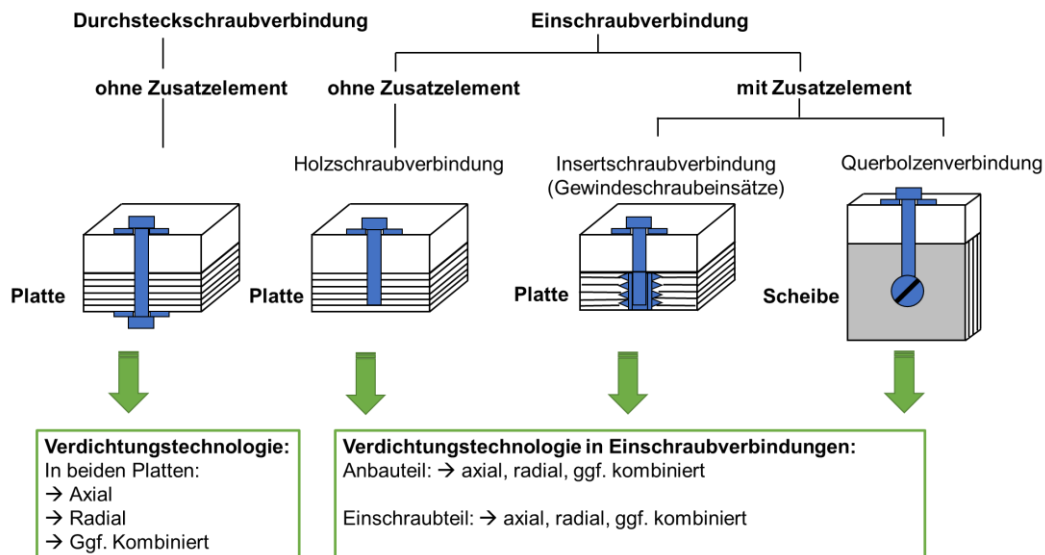 Durchsteckschraubverbindung
Einschraubverbindung
ohne Zusatzelement
ohne Zusatzelement
mit Zusatzelement
Holzschraubverbindung
Insertschraubverbindung
(Gewindeschraubeinsätze)
Querbolzenverbindung
Platte
Platte
Platte
Scheibe
Verdichtungstechnologie:
In beiden Platten:
→ Axial
→ Radial
→ Ggf. Kombiniert
Verdichtungstechnologie in Einschraubverbindungen:
Anbauteil: → axial, radial, ggf. kombiniert
Einschraubteil: → axial, radial, ggf. kombiniert